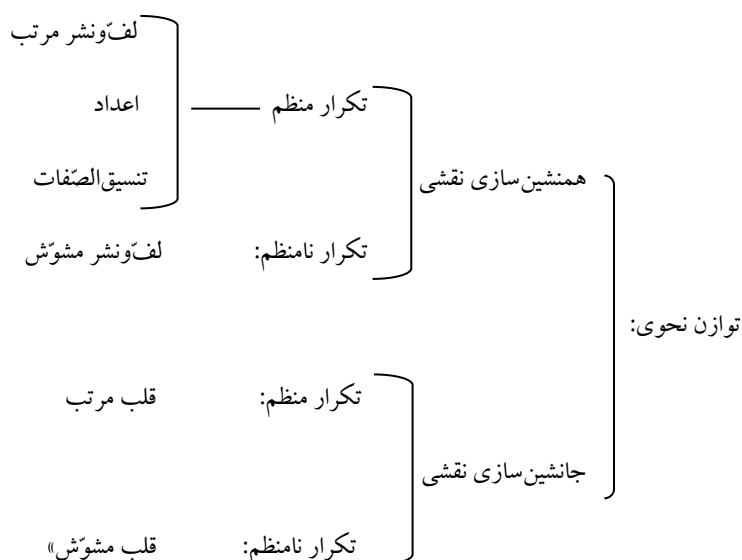 لفّ‌ونشر مرتب
تکرار منظم اعداد
همنشین‌سازی نقشی تنسیق‌الصّفات
تکرار نامنظم: لفّ‌ونشر مشوّش
توازن نحوی:
تکرار منظم: قلب مرتب
جانشین‌سازی نقشی
تکرار نامنظم: قلب مشوّش»